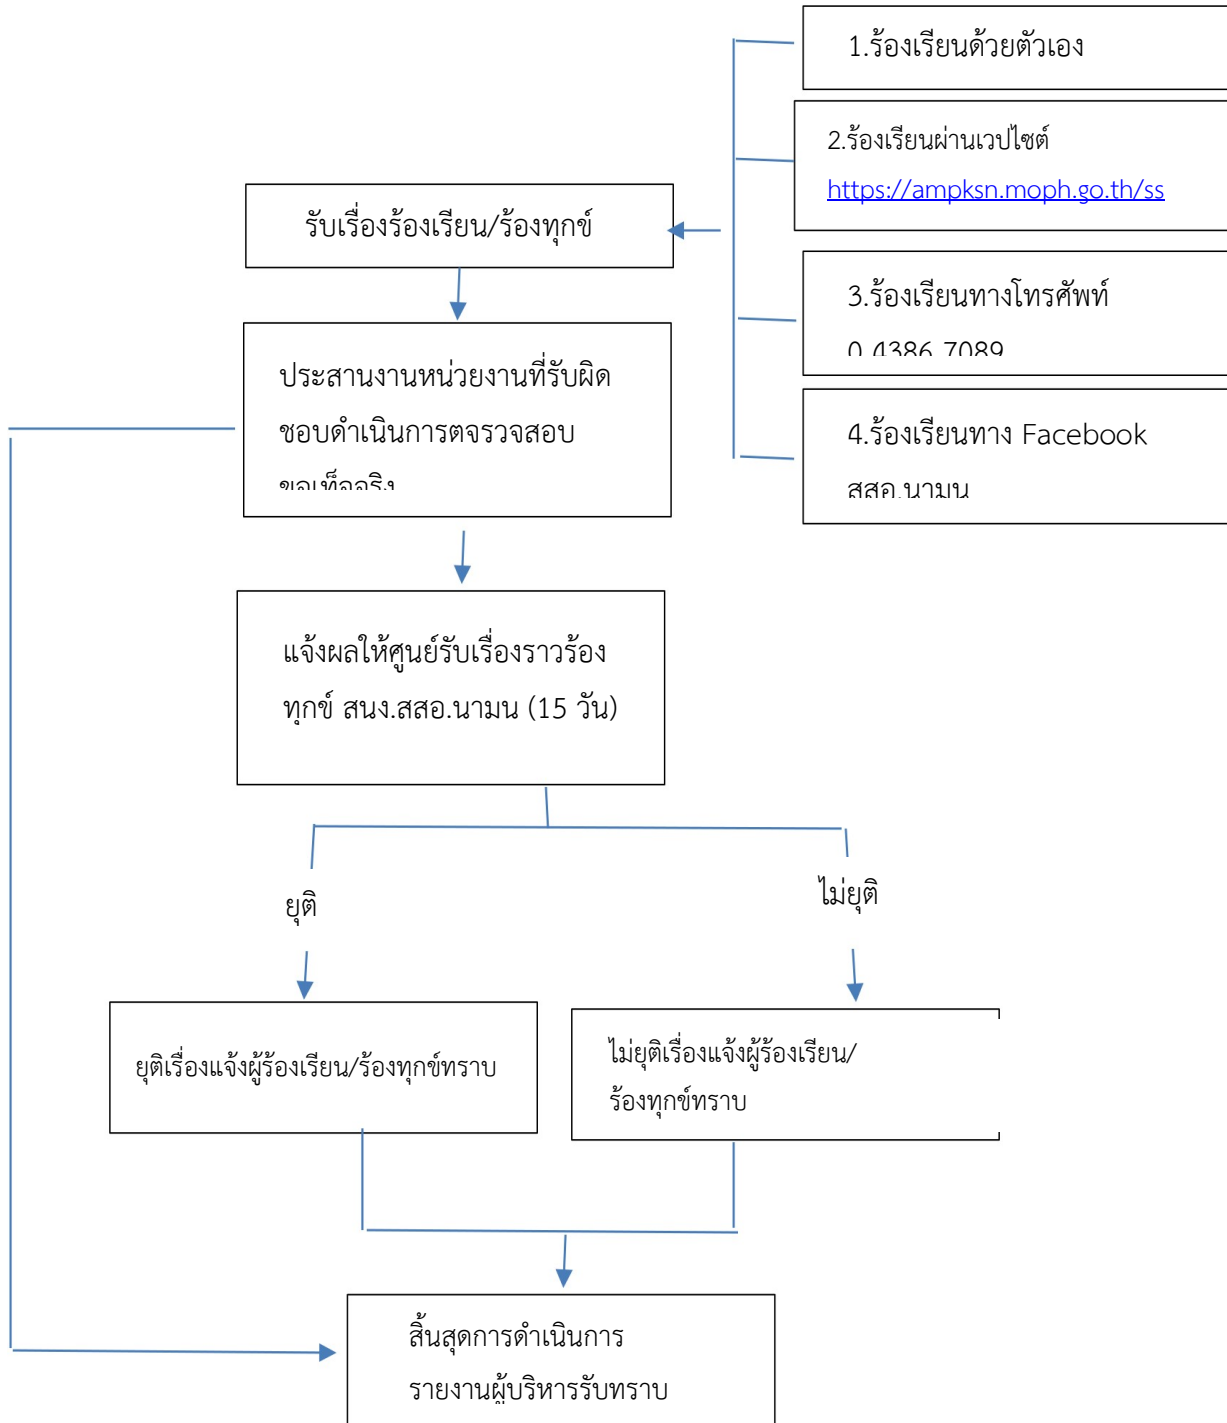 1.ร้องเรียนด้วยตัวเอง
2.ร้องเรียนผ่านเวปไซต์
https://ampksn.moph.go.th/ss
รับเรื่องร้องเรียน/ร้องทุกข์
3.ร้องเรียนทางโทรศัพท์
0 4386 7089
ประสานงานหน่วยงานที่รับผิด
ชอบดำเนินการตจรวจสอบ
4.ร้องเรียนทาง Facebook
สสอ.นามน
แจ้งผลให้ศูนย์รับเรื่องราวร้อง
ทุกข์ สนง.สสอ.นามน (15 วัน)
ยุติ
ไม่ยุติ
ยุติเรื่องแจ้งผู้ร้องเรียน/ร้องทุกข์ทราบ
ไม่ยุติเรื่องแจ้งผู้ร้องเรียน/
ร้องทุกข์ทราบ
สิ้นสุดการดำเนินการ
รายงานผู้บริหารรับทราบ